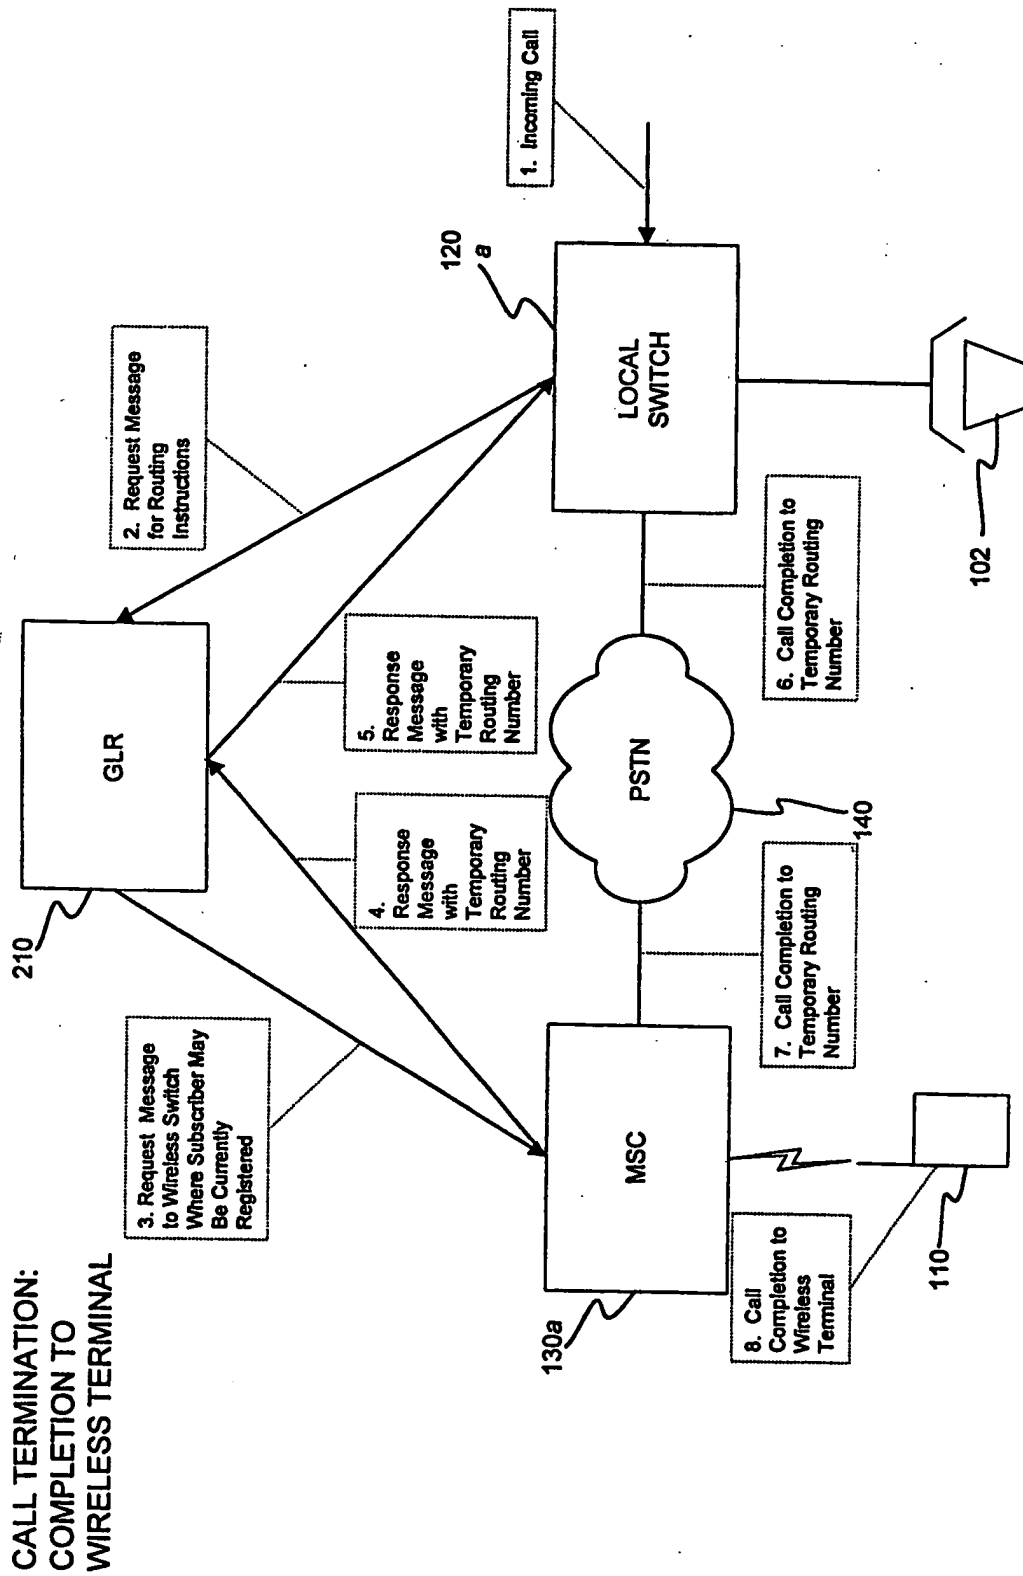 CALL TERMINATION:
COMPLETION TO
WIRELESS TERMINAL
210
GLR
2. Request Message
for Routing
Instructions
3. Request Message
to Wireless Switch
Where Subscriber May
Be Currently
Registered
4.
Response
Message
with
Temporary
Routing
Number
5.
Response
Message
with
Temporary
Routing
Number
120
a
1. Incoming Call
130a
MSC
PSTN
LOCAL
SWITCH
140
8. Call
Completion to
Wireless
Terminal
7. Call Completion to
Temporary Routing
Number
6. Call Completion to
Temporary Routing
Number
110
102